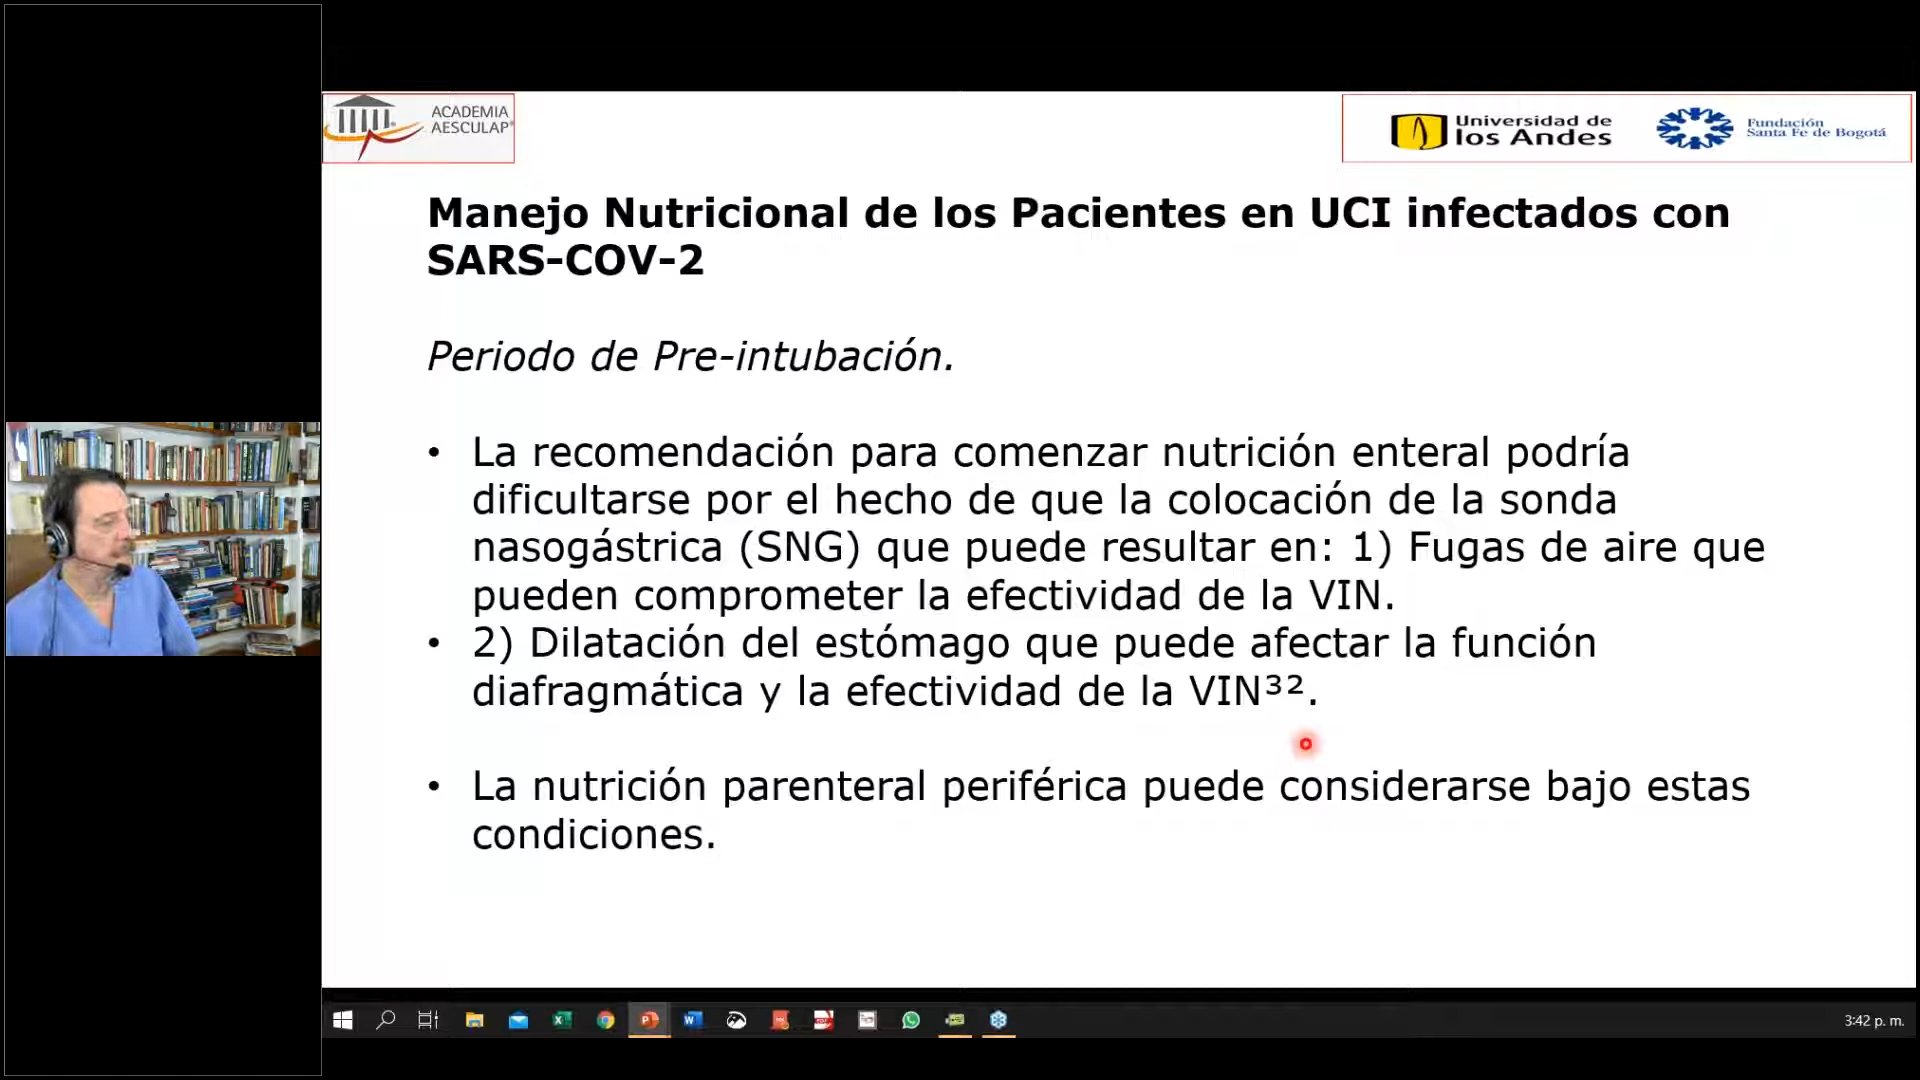 ACADEMIA
AESCULAP®
Universidad de
los Andes
Fundación
Santa Fe de Bogotá
Manejo Nutricional de los Pacientes en UCI infectados con
SARS-COV-2
Periodo de Pre-intubación.
• La recomendación para comenzar nutrición enteral podría
dificultarse por el hecho de que la colocación de la sonda
nasogástrica (SNG) que puede resultar en: 1) Fugas de aire que
pueden comprometer la efectividad de la VIN.
• 2) Dilatación del estómago que puede afectar la función
diafragmática y la efectividad de la VIN³².
• La nutrición parenteral periférica puede considerarse bajo estas
condiciones.
3:42 p. m.